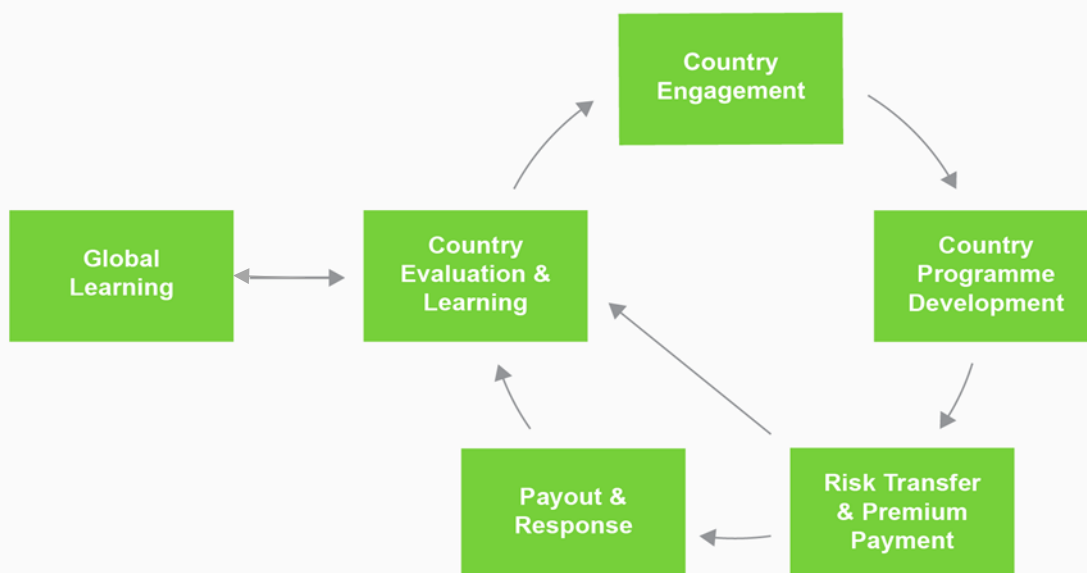 Country
Engagement
Global
Learning
Country
Evaluation &
Learning
Country
Programme
Development
Payout &
Response
Risk Transfer
& Premium
Payment